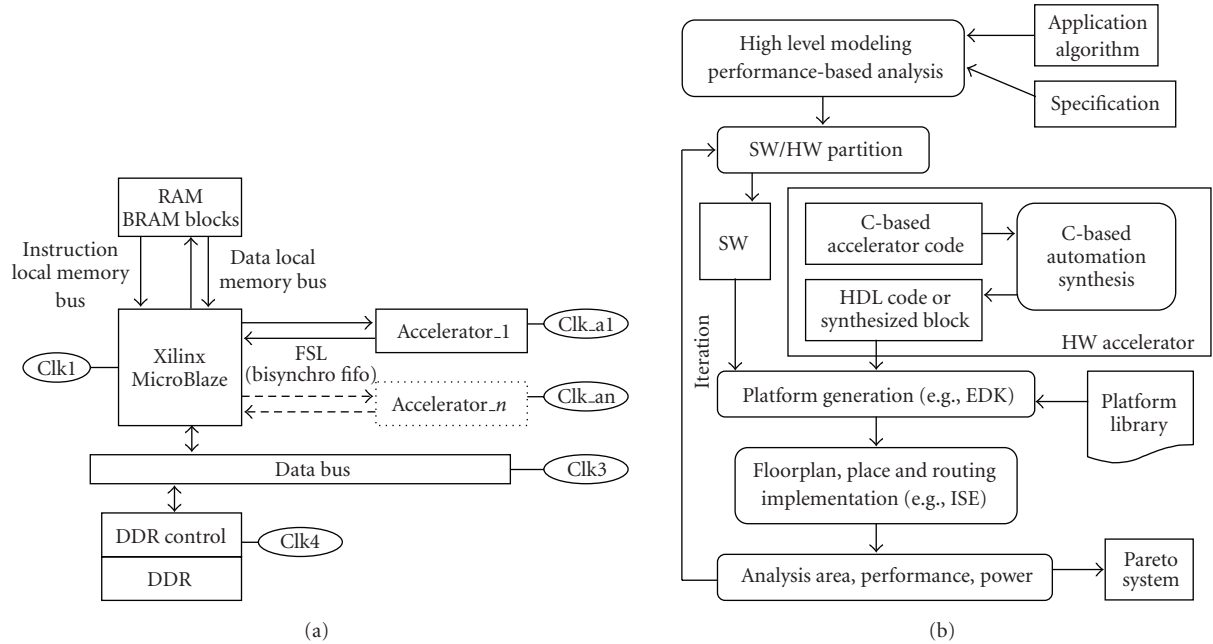 RAM
BRAM blocks
Instruction
local memory
bus
Data local
memory bus
Xilinx
MicroBlaze
Clk1
Accelerator_1
Clk_a1
FSL
(bisynchro fifo)
Accelerator_n
Clk_an
Data bus
Clk3
DDR control
Clk4
DDR
(a)
High level modeling
performance-based analysis
Application
algorithm
Specification
SW/HW partition
SW
C-based
accelerator code
C-based
automation
synthesis
HDL code or
synthesized block
HW accelerator
Iteration
Platform generation (e.g., EDK)
Platform
library
Floorplan, place and routing
implementation (e.g., ISE)
Analysis area, performance, power
Pareto
system
(b)